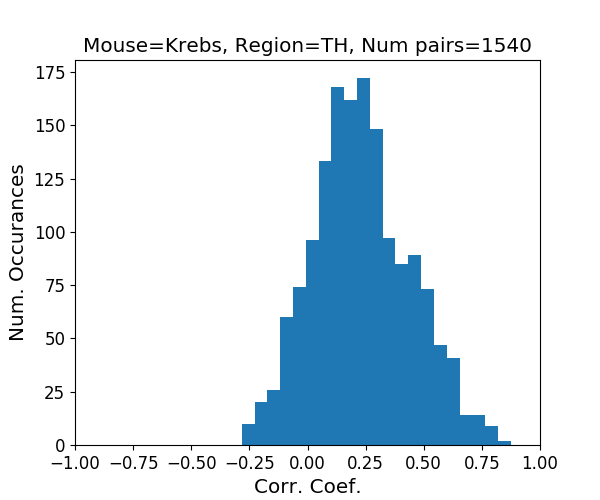 Mouse=Krebs, Region=TH, Num pairs=1540
175
150
125
100
75
50
25
0
Num. Occurances
−1.00 −0.75 −0.50 −0.25 0.00 0.25 0.50 0.75 1.00
Corr. Coef.